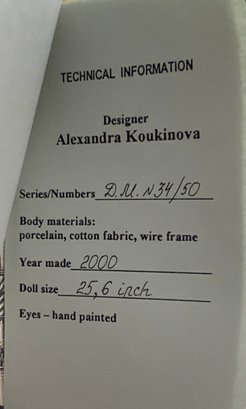 TECHNICAL INFORMATION
Designer
Alexandra Koukinova
Series/Numbers D.M. N 34/50
Body materials:
porcelain, cotton fabric, wire frame
Year made 2000
Doll size 25,6 inch
Eyes – hand painted